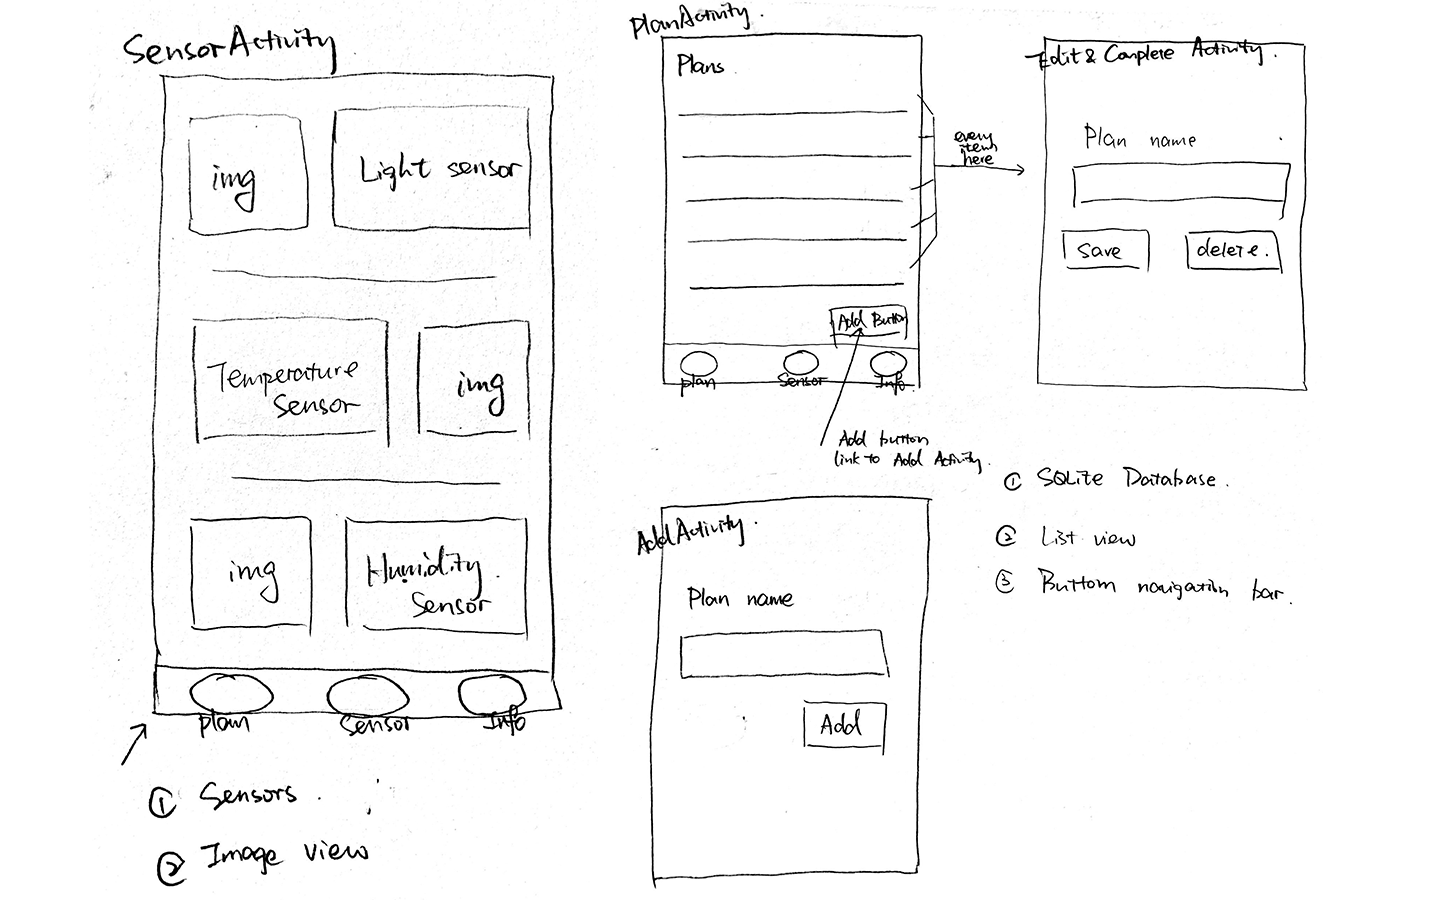 SensorActivity
img
Light sensor
Temperature
Sensor
img
img
Humidity
Sensor
plan
Sensor
Info
① Sensors.
② Image view
PlanActivity.
Plans
Add Button
plan
Sensor
Info
every
item
here
Add button
link to Add Activity.
Edit & Complete Activity.
Plan name
save
delete.
AddActivity.
Plan name
Add
① SQLite Database.
② List view
③ Buttom navigation bar.